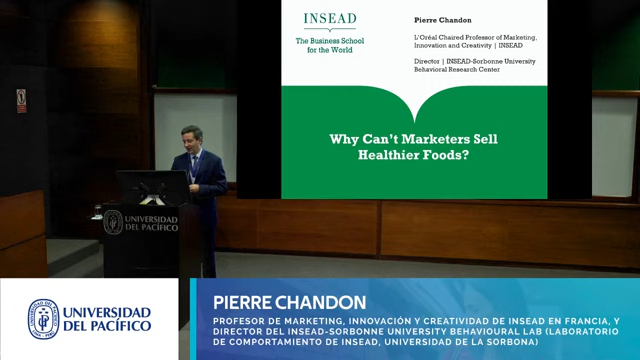 INSEAD
The Business School
for the World
Pierre Chandon
L'Oréal Chaired Professor of Marketing,
Innovation and Creativity | INSEAD
Director | INSEAD-Sorbonne University
Behavioral Research Center
Why Can't Marketers Sell
Healthier Foods?
UNIVERSIDAD
DEL PACÍFICO
UNIVERSIDAD
DEL PACÍFICO
PIERRE CHANDON
PROFESOR DE MARKETING, INNOVACIÓN Y CREATIVIDAD DE INSEAD EN FRANCIA, Y
DIRECTOR DEL INSEAD-SORBONNE UNIVERSITY BEHAVIOURAL LAB (LABORATORIO
DE COMPORTAMIENTO DE INSEAD, UNIVERSIDAD DE LA SORBONA)